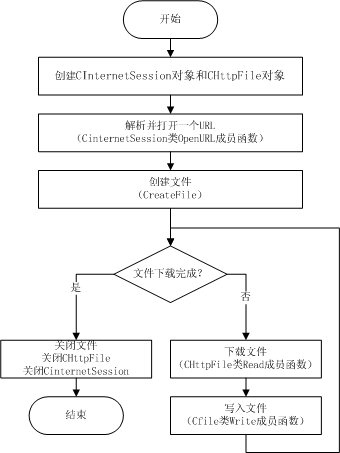 开始
创建CInternetSession对象和CHttpFile对象
解析并打开一个URL
（CinternetSession类OpenURL成员函数）
创建文件
（CreateFile）
文件下载完成？
是
否
关闭文件
关闭CHttpFile
关闭CinternetSession
下载文件
（CHttpFile类Read成员函数）
结束
写入文件
（Cfile类Write成员函数）